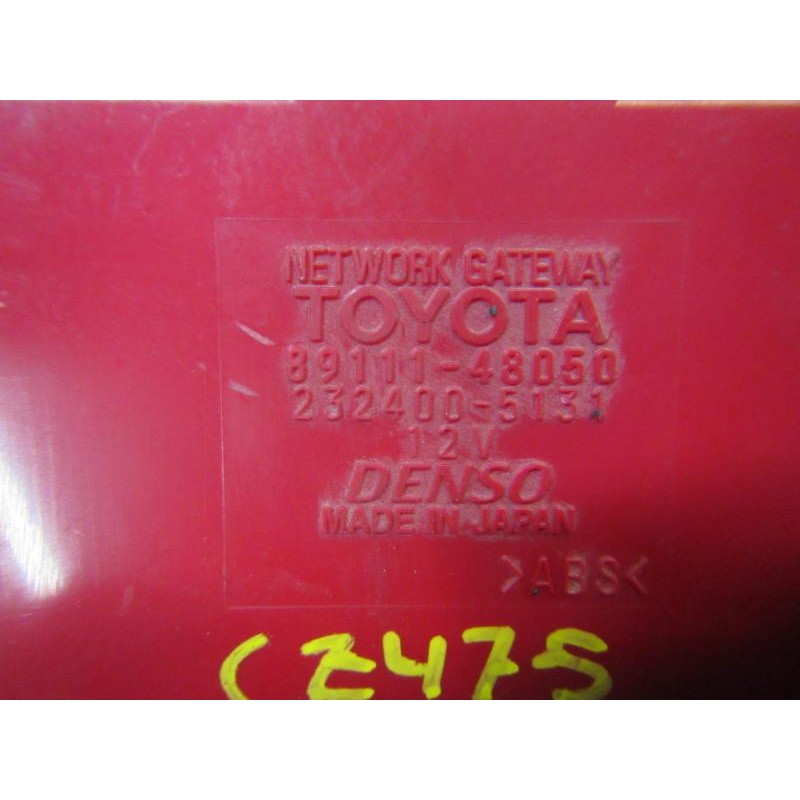 NETWORK GATEWAY
TOYOTA
89111-48050
232400-5131
12V
DENSO
MADE IN JAPAN
>ABS<
CZ475